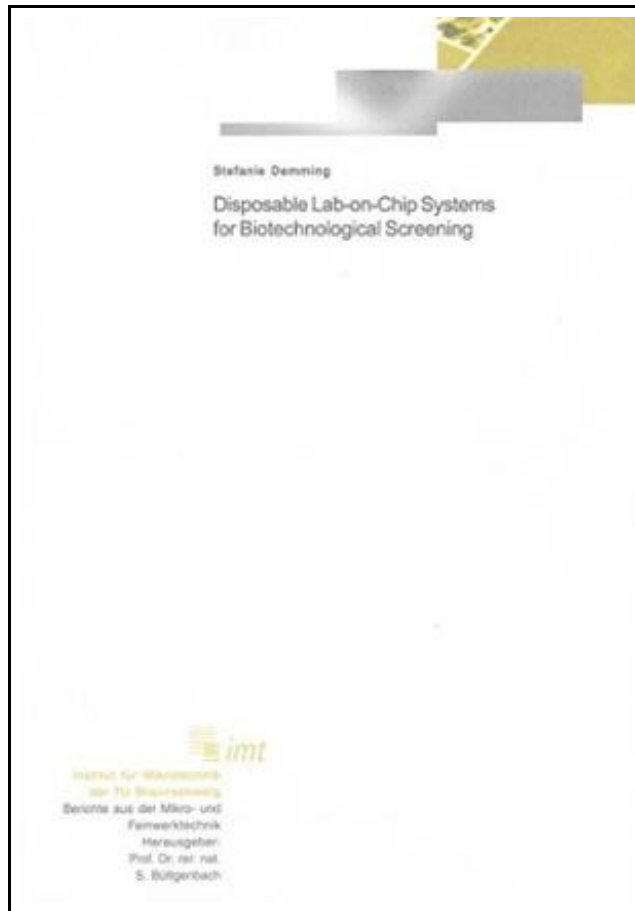 Stefanie Demming
Disposable Lab-on-Chip Systems
for Biotechnological Screening
imt
Institut für Mikrotechnik
der TU Braunschweig
Berichte aus der Mikro- und
Feinwerktechnik
Herausgeber:
Prof. Dr. rer. nat.
S. Büttgenbach